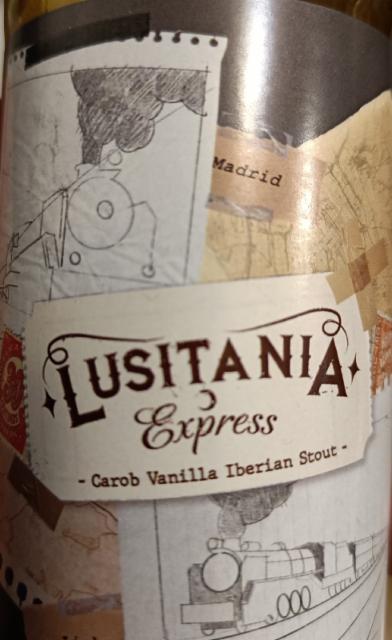 Madrid
LUSITANIA
Express
- Carob Vanilla Iberian Stout -